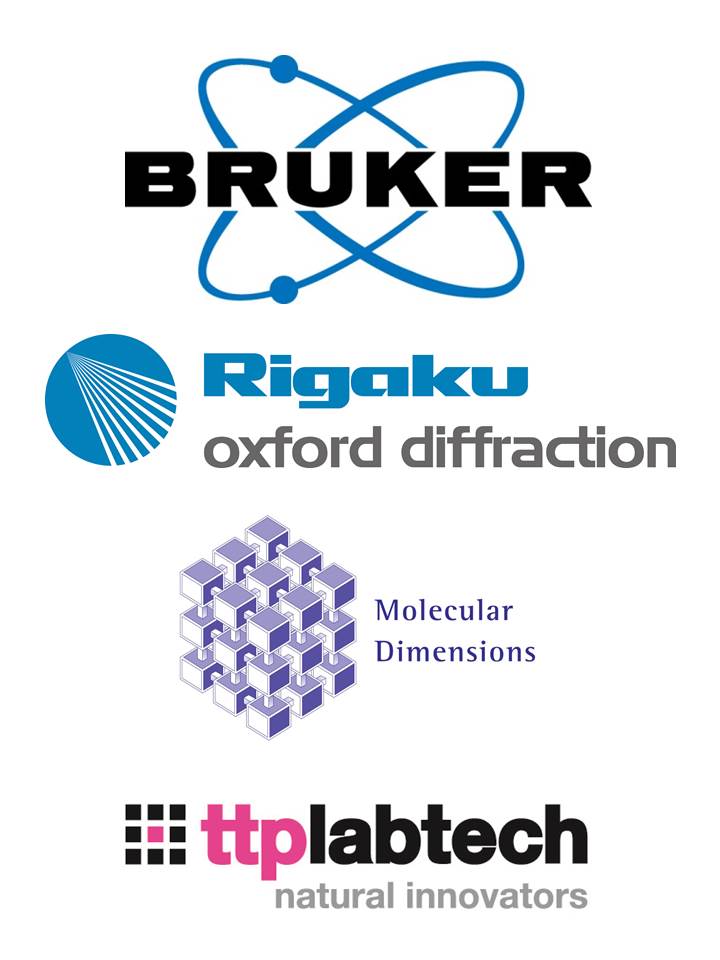 BRUKER
Rigaku
oxford diffraction
Molecular
Dimensions
ttplabtech
natural innovators